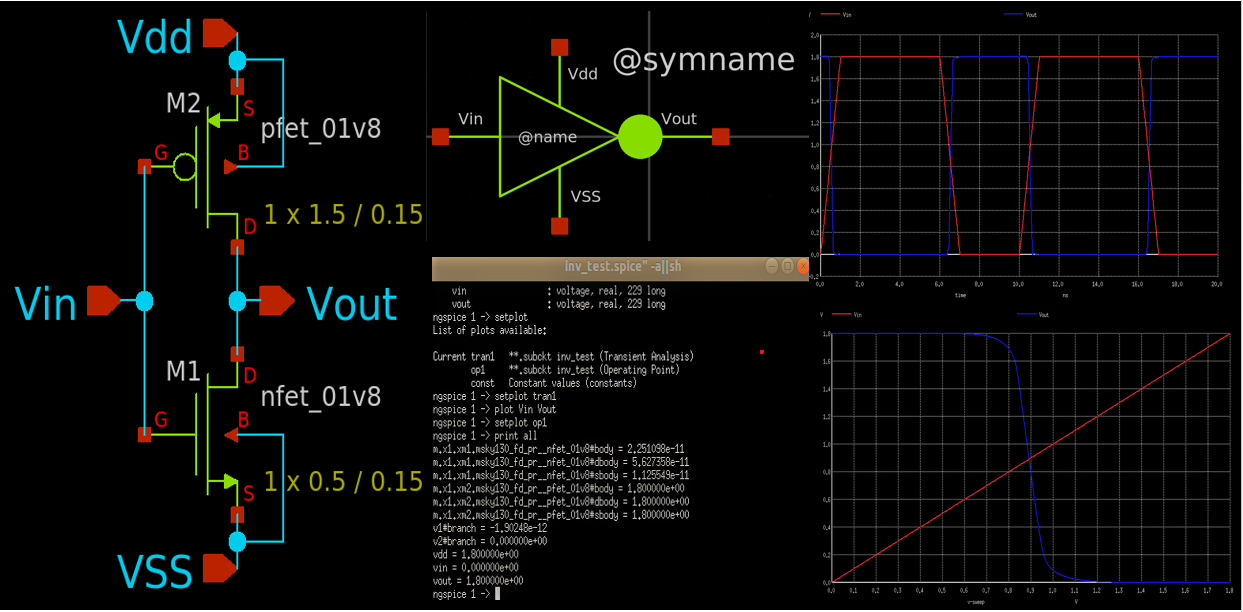 Vdd
M2
S
pfet_01v8
G
B
1 x 1.5 / 0.15
D
Vin
Vout
M1
D
nfet_01v8
G
B
1 x 0.5 / 0.15
S
VSS
@symname
Vdd
Vin
@name
Vout
VSS
inv_test.spice" -a||sh
vin : voltage, real, 229 long
vout : voltage, real, 229 long
ngspice 1 -> setplot
List of plots available:
Current tran1 **.subckt inv_test (Transient Analysis)
op1 **.subckt inv_test (Operating Point)
const Constant values (constants)
ngspice 1 -> setplot tran1
ngspice 1 -> plot Vin Vout
ngspice 1 -> setplot op1
ngspice 1 -> print all
m.x1.xm1.msky130_fd_pr__nfet_01v8#body = 2.251098e-11
m.x1.xm1.msky130_fd_pr__nfet_01v8#dbody = 5.627358e-11
m.x1.xm1.msky130_fd_pr__nfet_01v8#sbody = 1.125549e-11
m.x1.xm2.msky130_fd_pr__pfet_01v8#body = 1.800000e+00
m.x1.xm2.msky130_fd_pr__pfet_01v8#dbody = 1.800000e+00
m.x1.xm2.msky130_fd_pr__pfet_01v8#sbody = 1.800000e+00
v1#branch = -1.90248e-12
v2#branch = 0.000000e+00
vdd = 1.800000e+00
vin = 0.000000e+00
vout = 1.800000e+00
ngspice 1 ->
Vin Vout
2.0
1.8
1.6
1.4
1.2
1.0
0.8
0.6
0.4
0.2
0.0
-0.2
0.0 2.0 4.0 6.0 8.0 10.0 12.0 14.0 16.0 18.0 20.0
time ns
V Vin Vout
1.8
1.6
1.4
1.2
1.0
0.8
0.6
0.4
0.2
0.0
0.0 0.1 0.2 0.3 0.4 0.5 0.6 0.7 0.8 0.9 1.0 1.1 1.2 1.3 1.4 1.5 1.6 1.7 1.8
v-sweep V